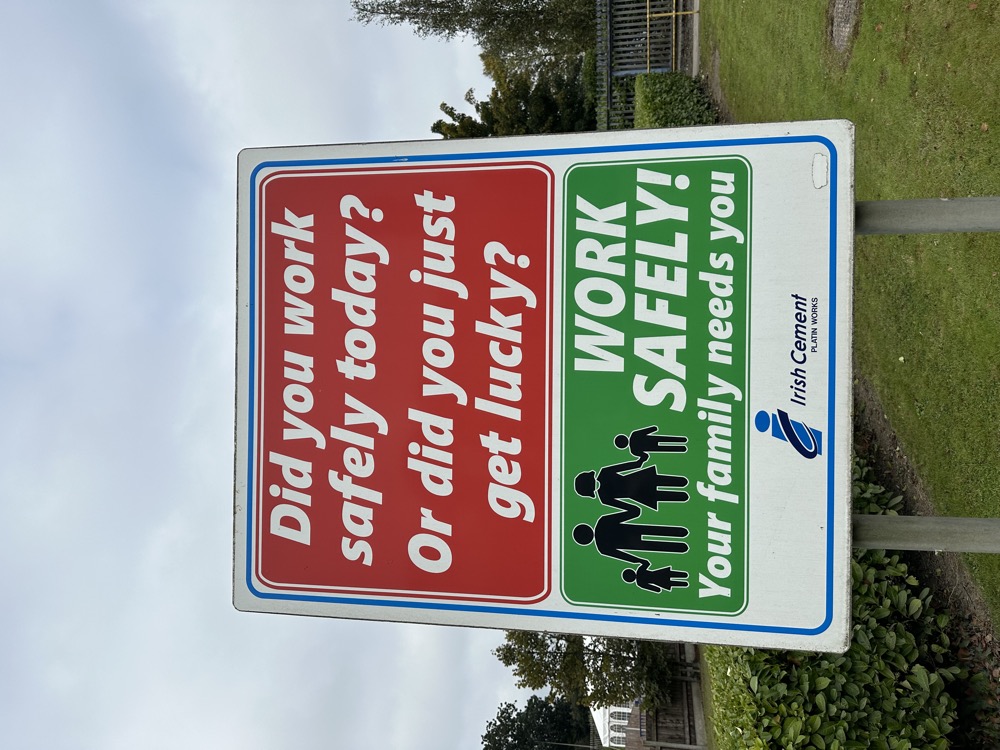 Did you work
safely today?
Or did you just
get lucky?
WORK
SAFELY!
Your family needs you
Irish Cement
PLATIN WORKS